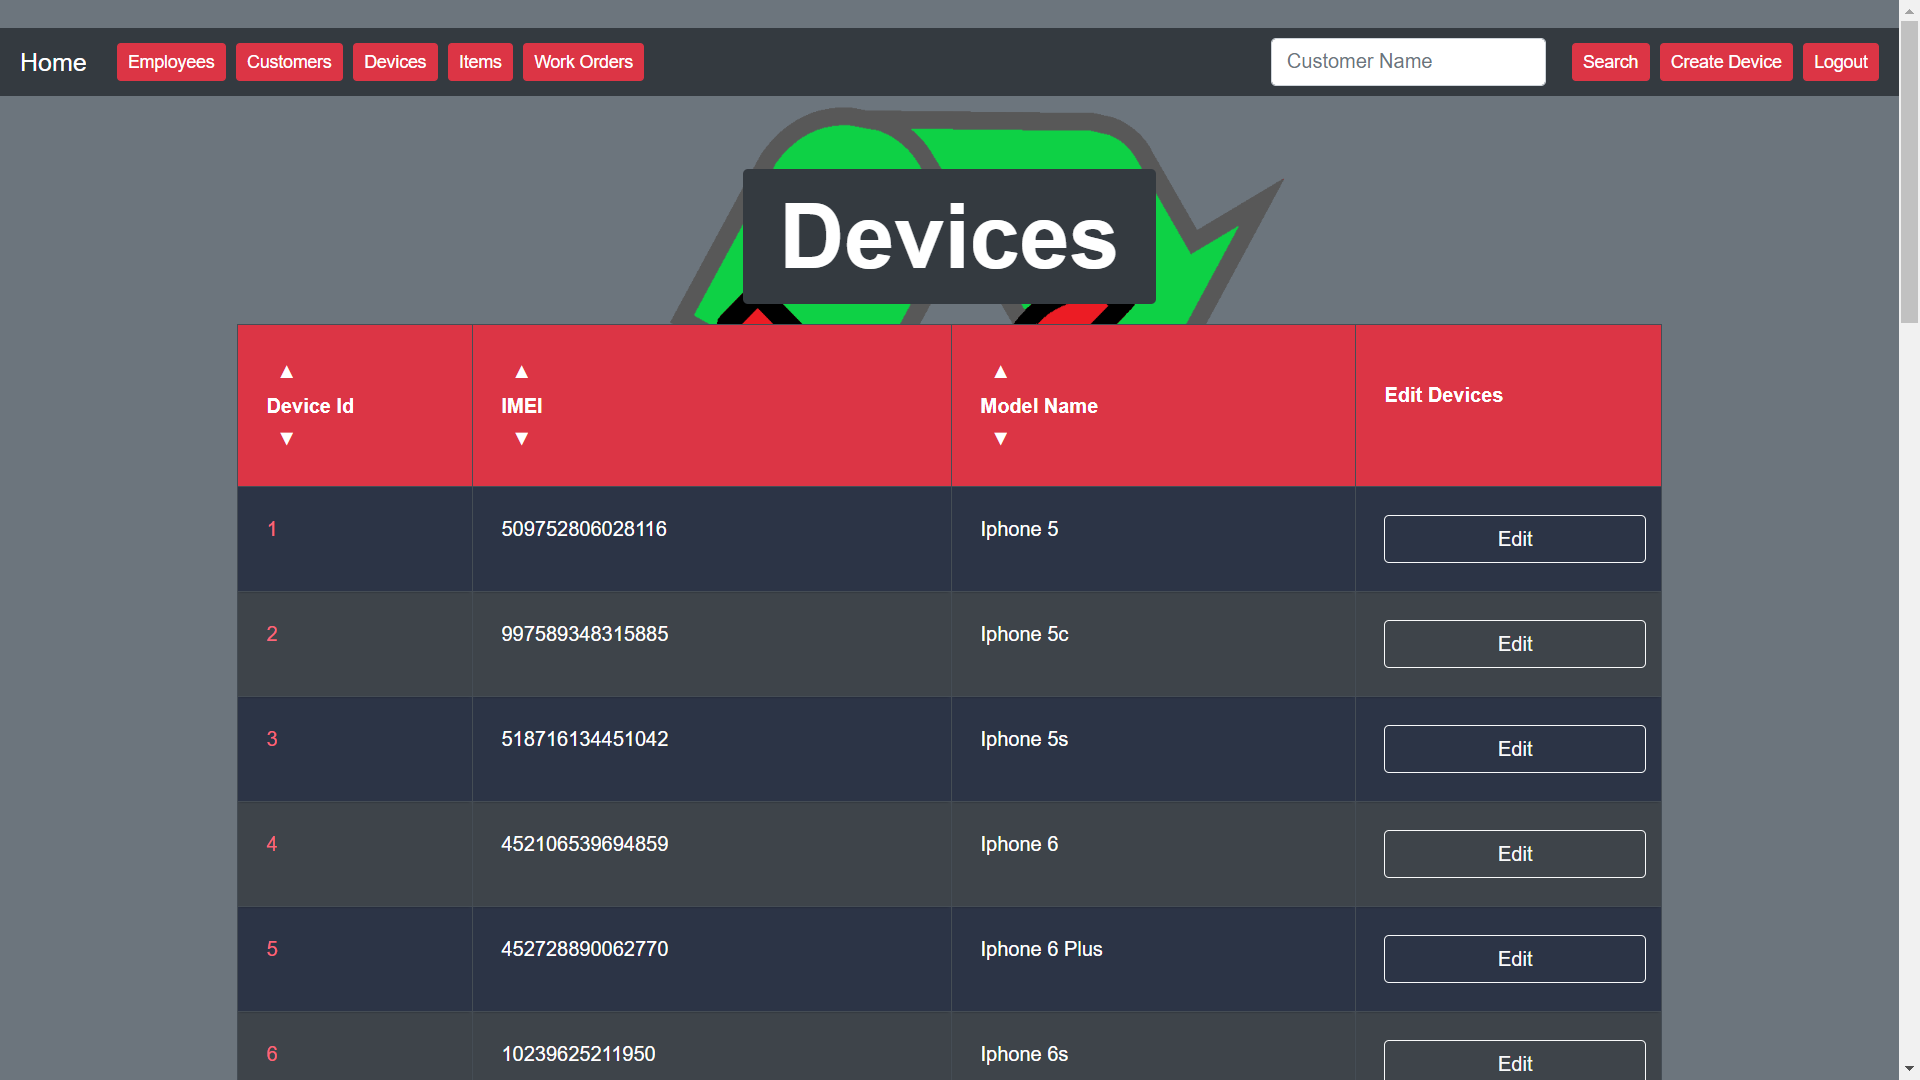 Home Employees Customers Devices Items Work Orders Customer Name Search Create Device Logout
Devices
▲ ▲ ▲
Device Id IMEI Model Name Edit Devices
▼ ▼ ▼
1 509752806028116 Iphone 5 Edit
2 997589348315885 Iphone 5c Edit
3 518716134451042 Iphone 5s Edit
4 452106539694859 Iphone 6 Edit
5 452728890062770 Iphone 6 Plus Edit
6 10239625211950 Iphone 6s Edit